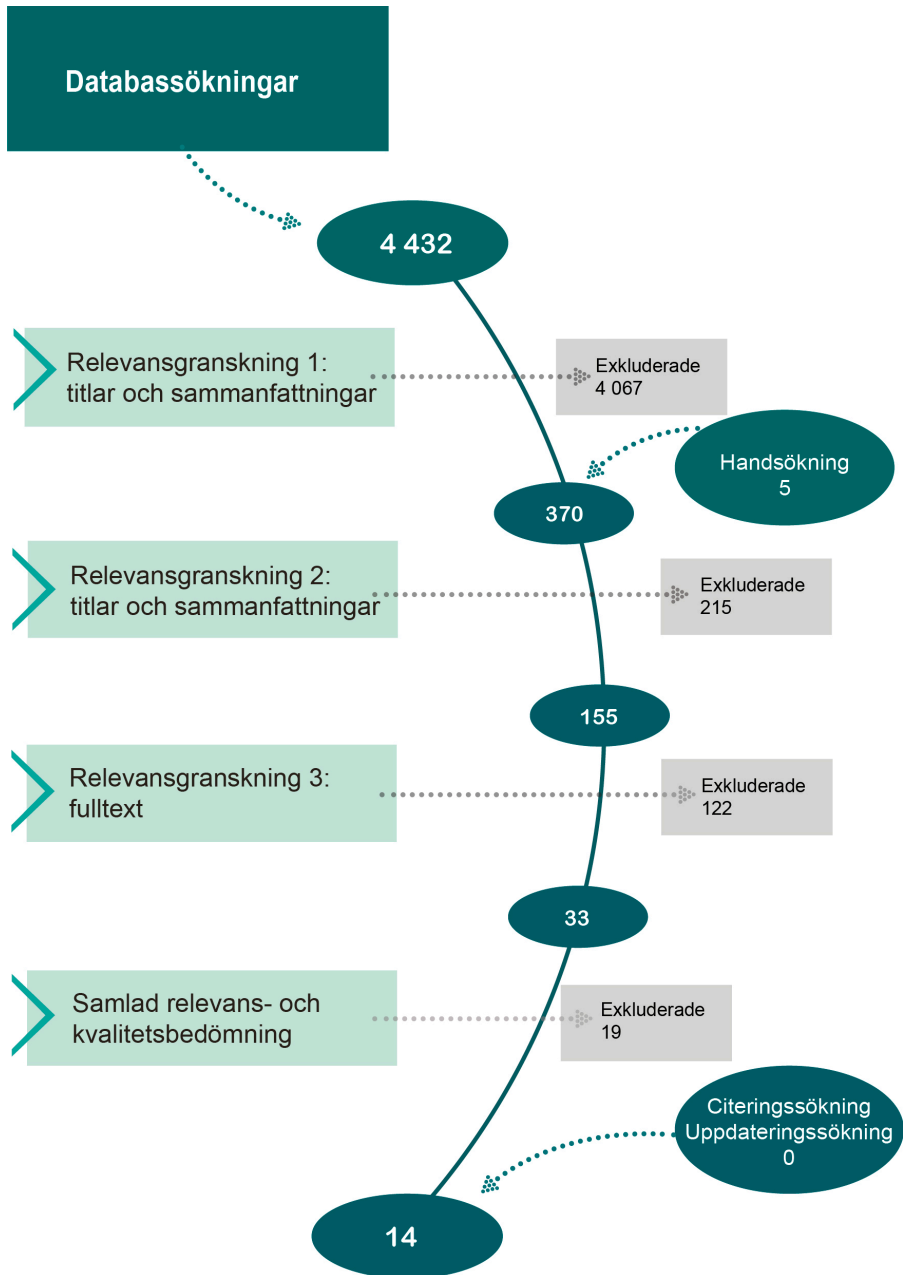 Databassökningar
4 432
Relevansgranskning 1:
titlar och sammanfattningar
Exkluderade
4 067
Handsökning
5
370
Relevansgranskning 2:
titlar och sammanfattningar
Exkluderade
215
155
Relevansgranskning 3:
fulltext
Exkluderade
122
33
Samlad relevans- och
kvalitetsbedömning
Exkluderade
19
Citeringssökning
Uppdateringssökning
0
14